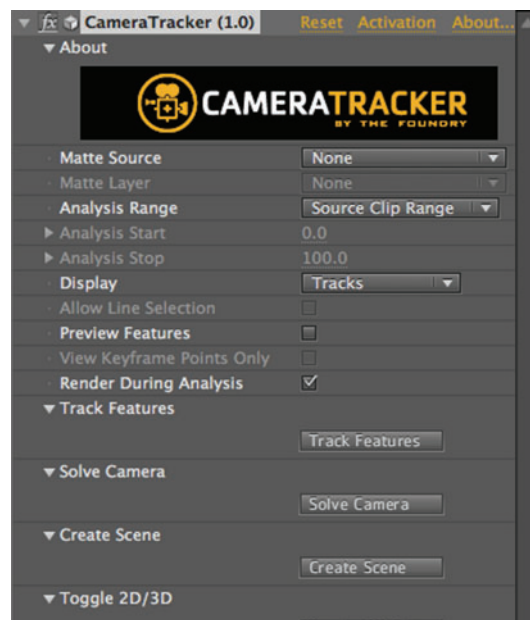 fx CameraTracker (1.0) Reset Activation About...
About
CAMERATRACKER
BY THE FOUNDRY
Matte Source None
Matte Layer None
Analysis Range Source Clip Range
Analysis Start 0.0
Analysis Stop 100.0
Display Tracks
Allow Line Selection
Preview Features
View Keyframe Points Only
Render During Analysis
Track Features
Track Features
Solve Camera
Solve Camera
Create Scene
Create Scene
Toggle 2D/3D